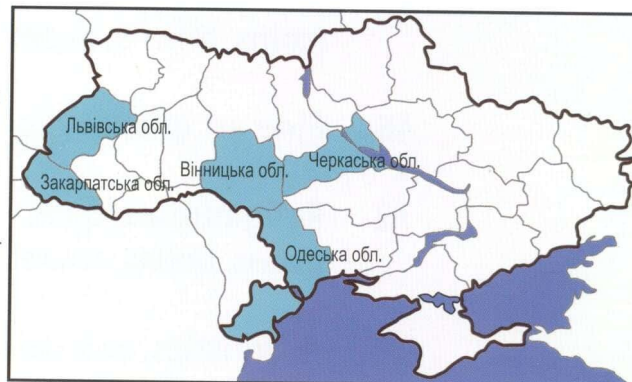 Львівська обл.
Закарпатська обл.
Вінницька обл.
Черкаська обл.
Одеська обл.